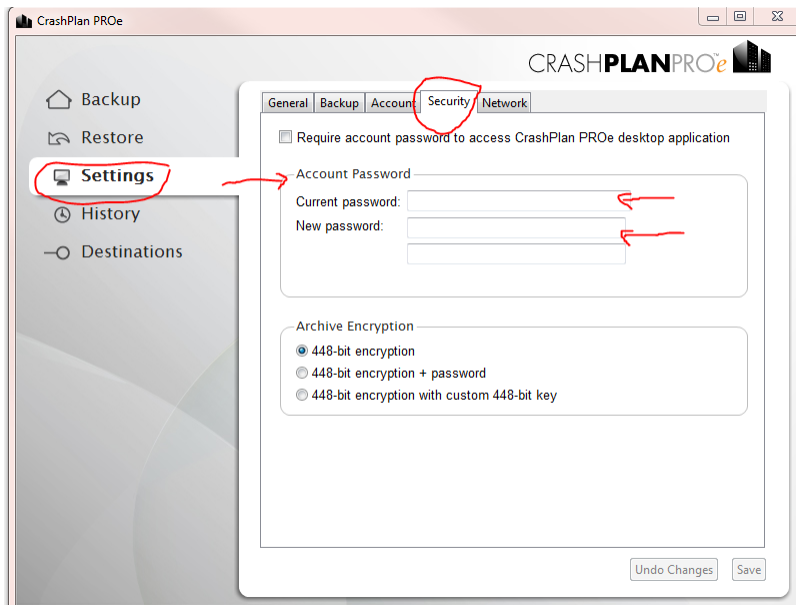 CrashPlan PROe
CRASHPLANPROe™
Backup
Restore
Settings
History
Destinations
General Backup Account Security Network
Require account password to access CrashPlan PROe desktop application
Account Password
Current password:
New password:
Archive Encryption
448-bit encryption
448-bit encryption + password
448-bit encryption with custom 448-bit key
Undo Changes Save